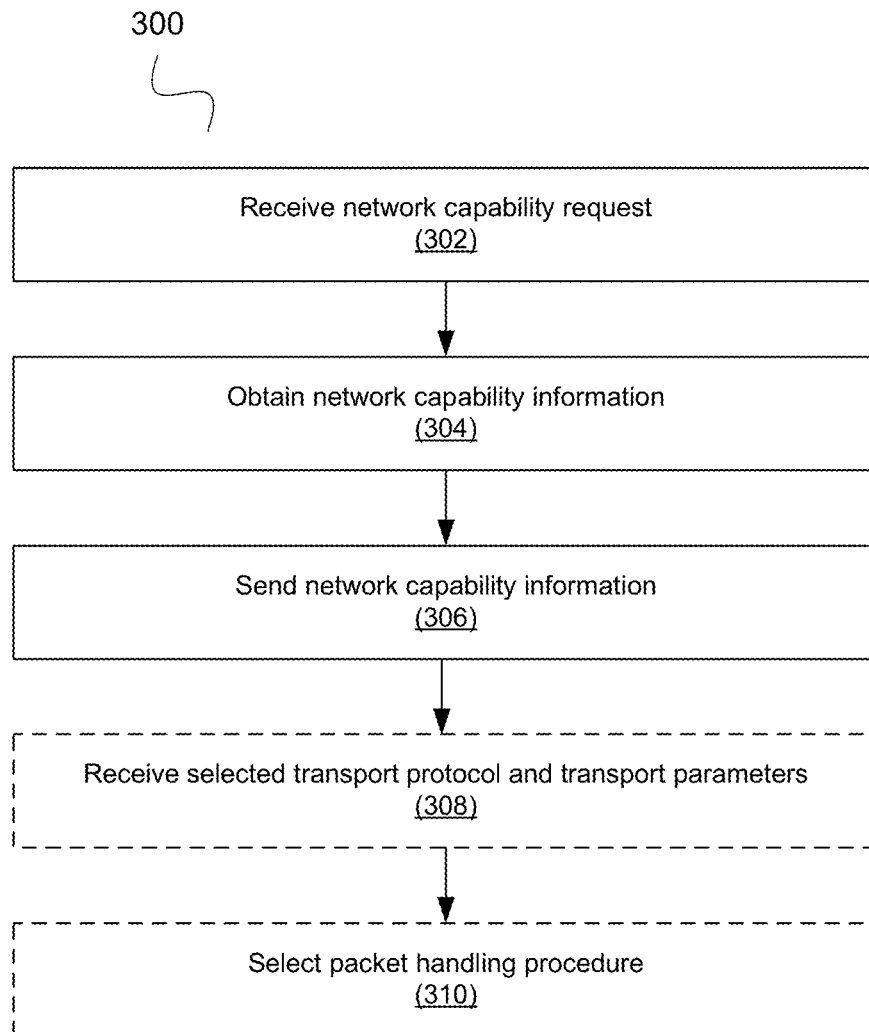 300
Receive network capability request
(302)
Obtain network capability information
(304)
Send network capability information
(306)
Receive selected transport protocol and transport parameters
(308)
Select packet handling procedure
(310)